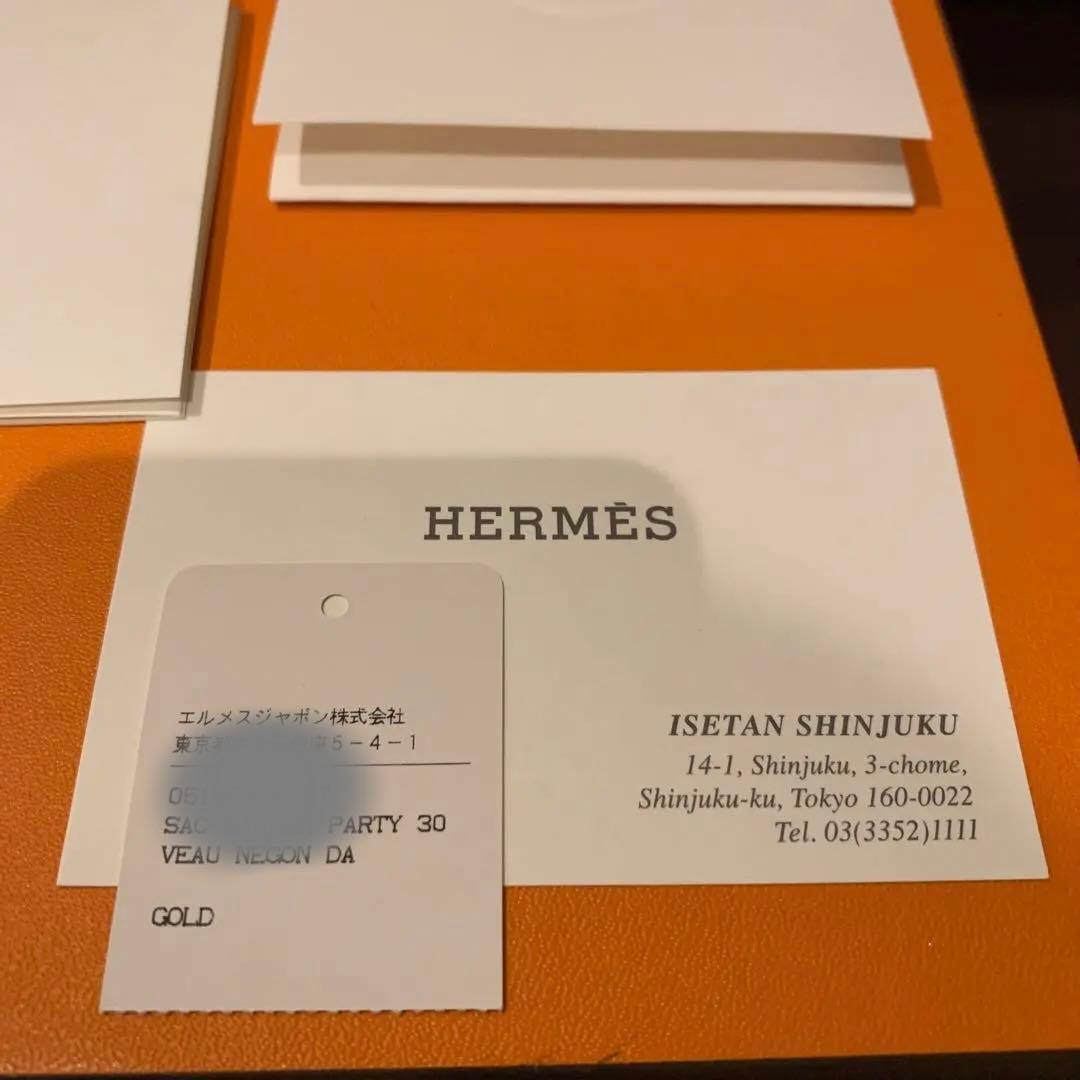 HERMÈS
エルメスジャポン株式会社
東京 5-4-1
05
SAC PARTY 30
VEAU NEGON DA
GOLD
ISETAN SHINJUKU
14-1, Shinjuku, 3-chome,
Shinjuku-ku, Tokyo 160-0022
Tel. 03(3352)1111